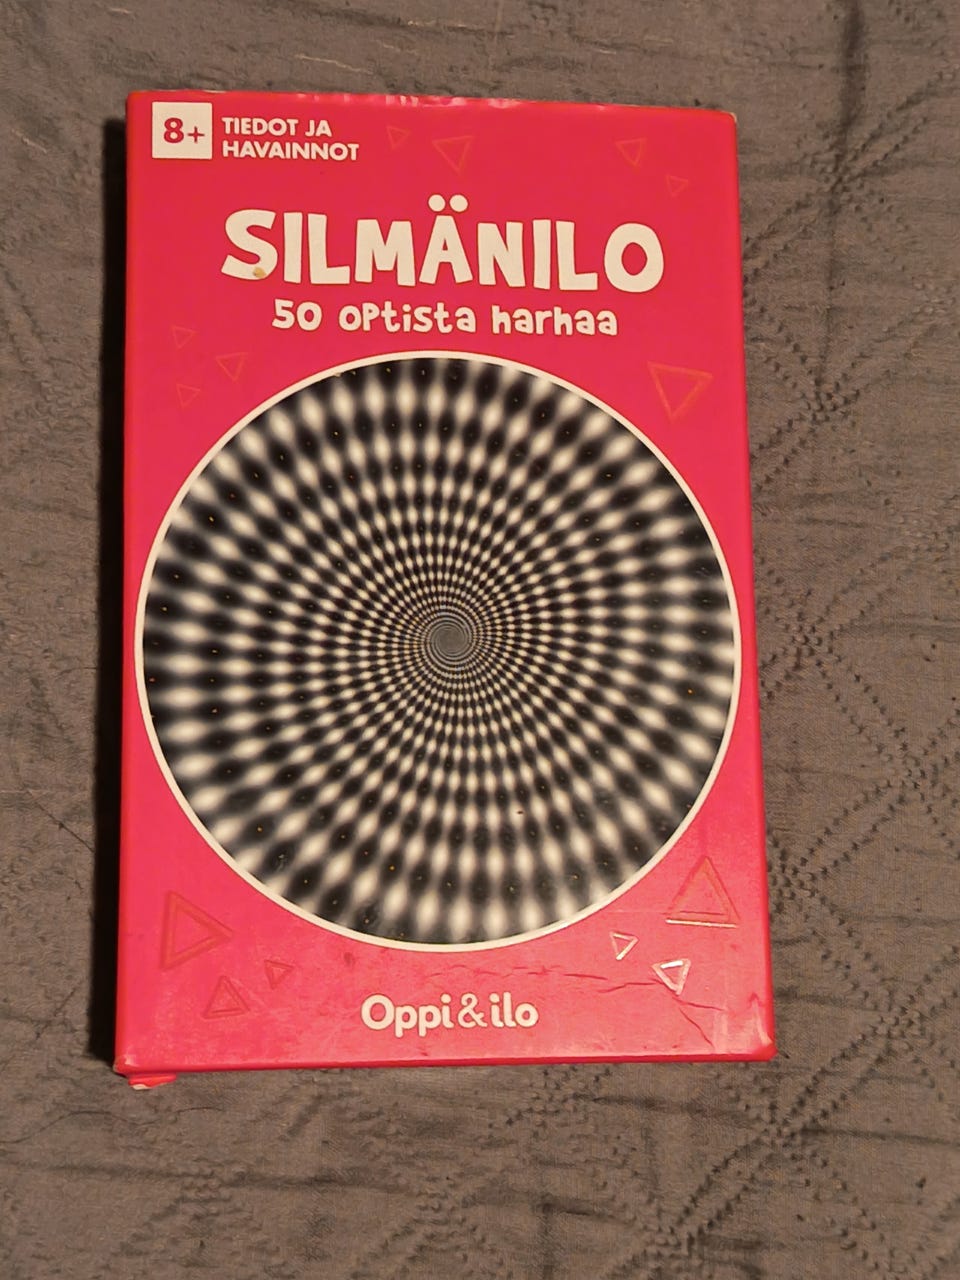 8+
TIEDOT JA
HAVAINNOT
SILMÄNILO
50 optista harhaa
Oppi&ilo